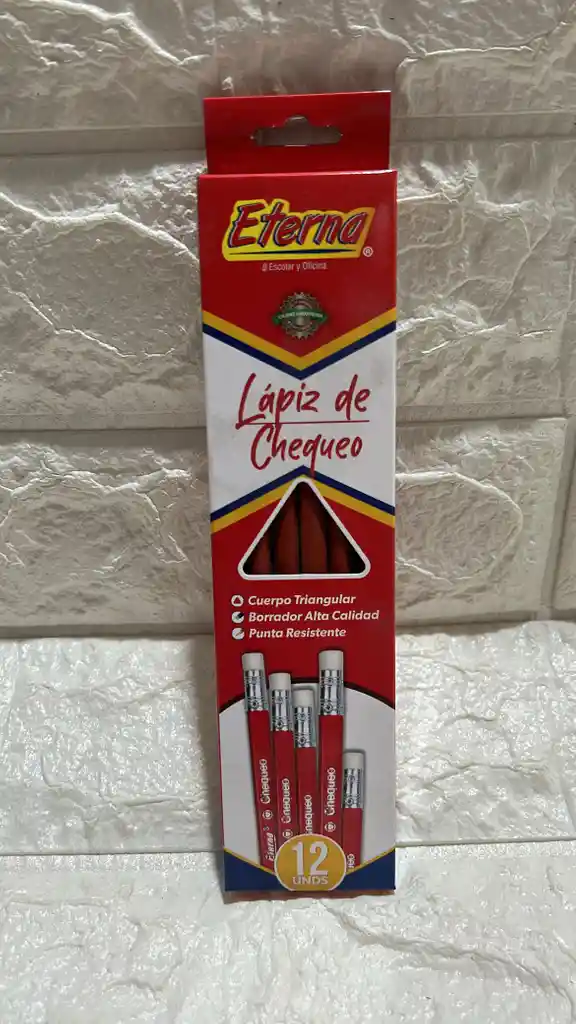 Eterna®
Escolar y Oficina
Lápiz de
Chequeo
Cuerpo Triangular
Borrador Alta Calidad
Punta Resistente
Chequeo
Chequeo
Chequeo
Chequeo
Eterna
12
UNDS